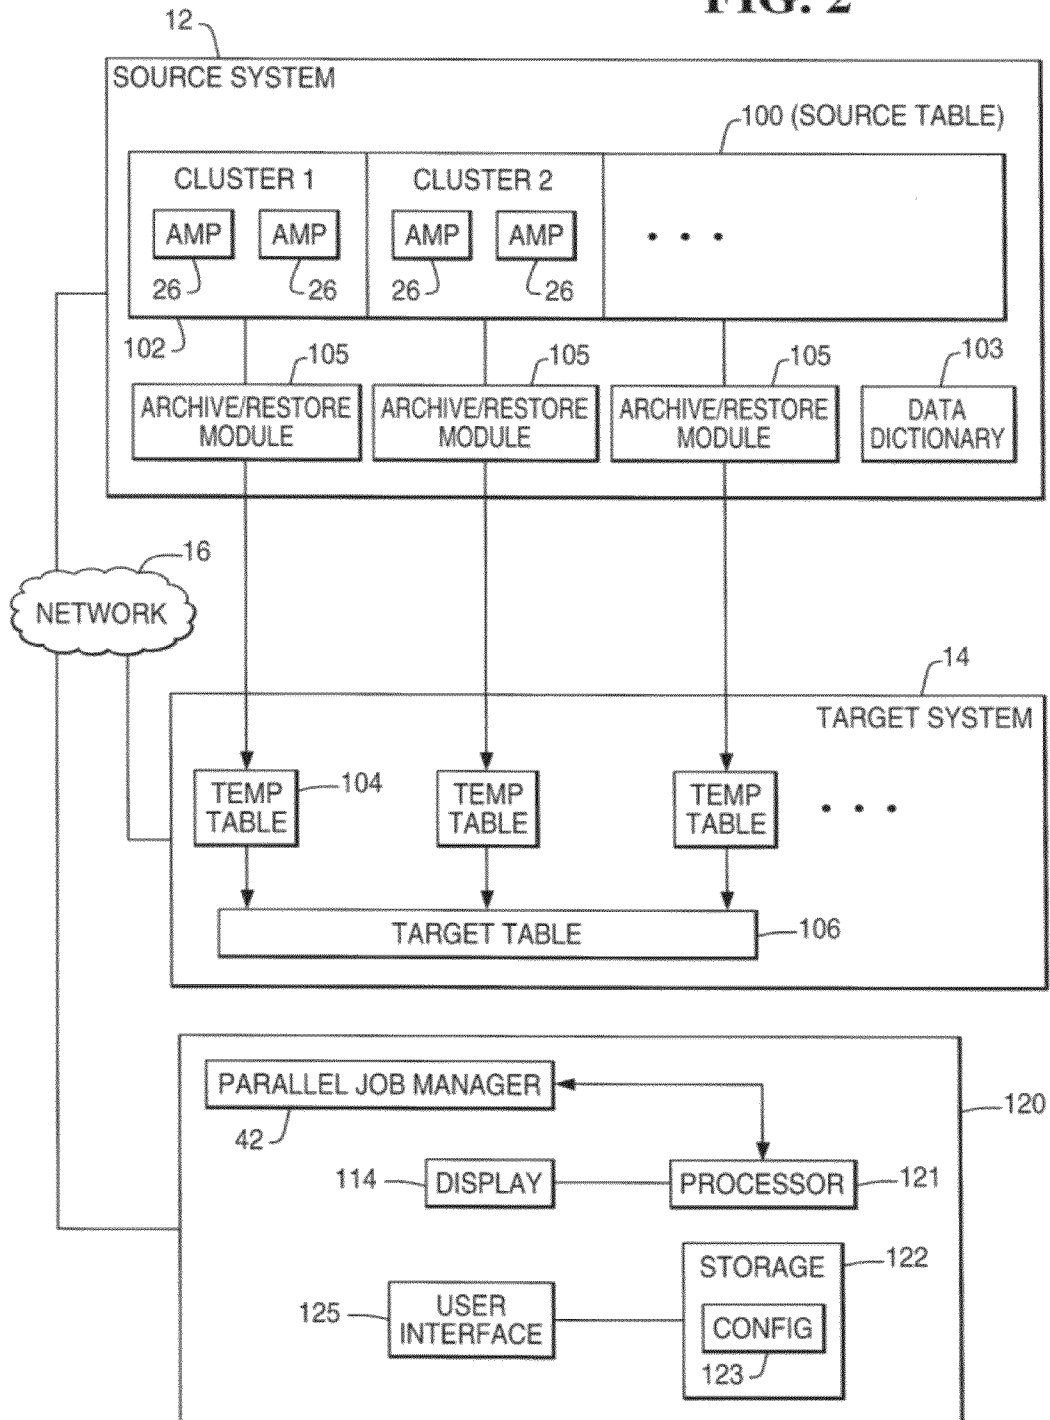 FIG. 2
12
SOURCE SYSTEM
100 (SOURCE TABLE)
CLUSTER 1
CLUSTER 2
AMP
AMP
AMP
AMP
26
26
26
26
102
105
105
105
103
ARCHIVE/RESTORE
MODULE
ARCHIVE/RESTORE
MODULE
ARCHIVE/RESTORE
MODULE
DATA
DICTIONARY
16
NETWORK
14
TARGET SYSTEM
TEMP
TABLE
104
TEMP
TABLE
TEMP
TABLE
TARGET TABLE
106
PARALLEL JOB MANAGER
42
120
114
DISPLAY
PROCESSOR
121
STORAGE
122
125
USER
INTERFACE
CONFIG
123